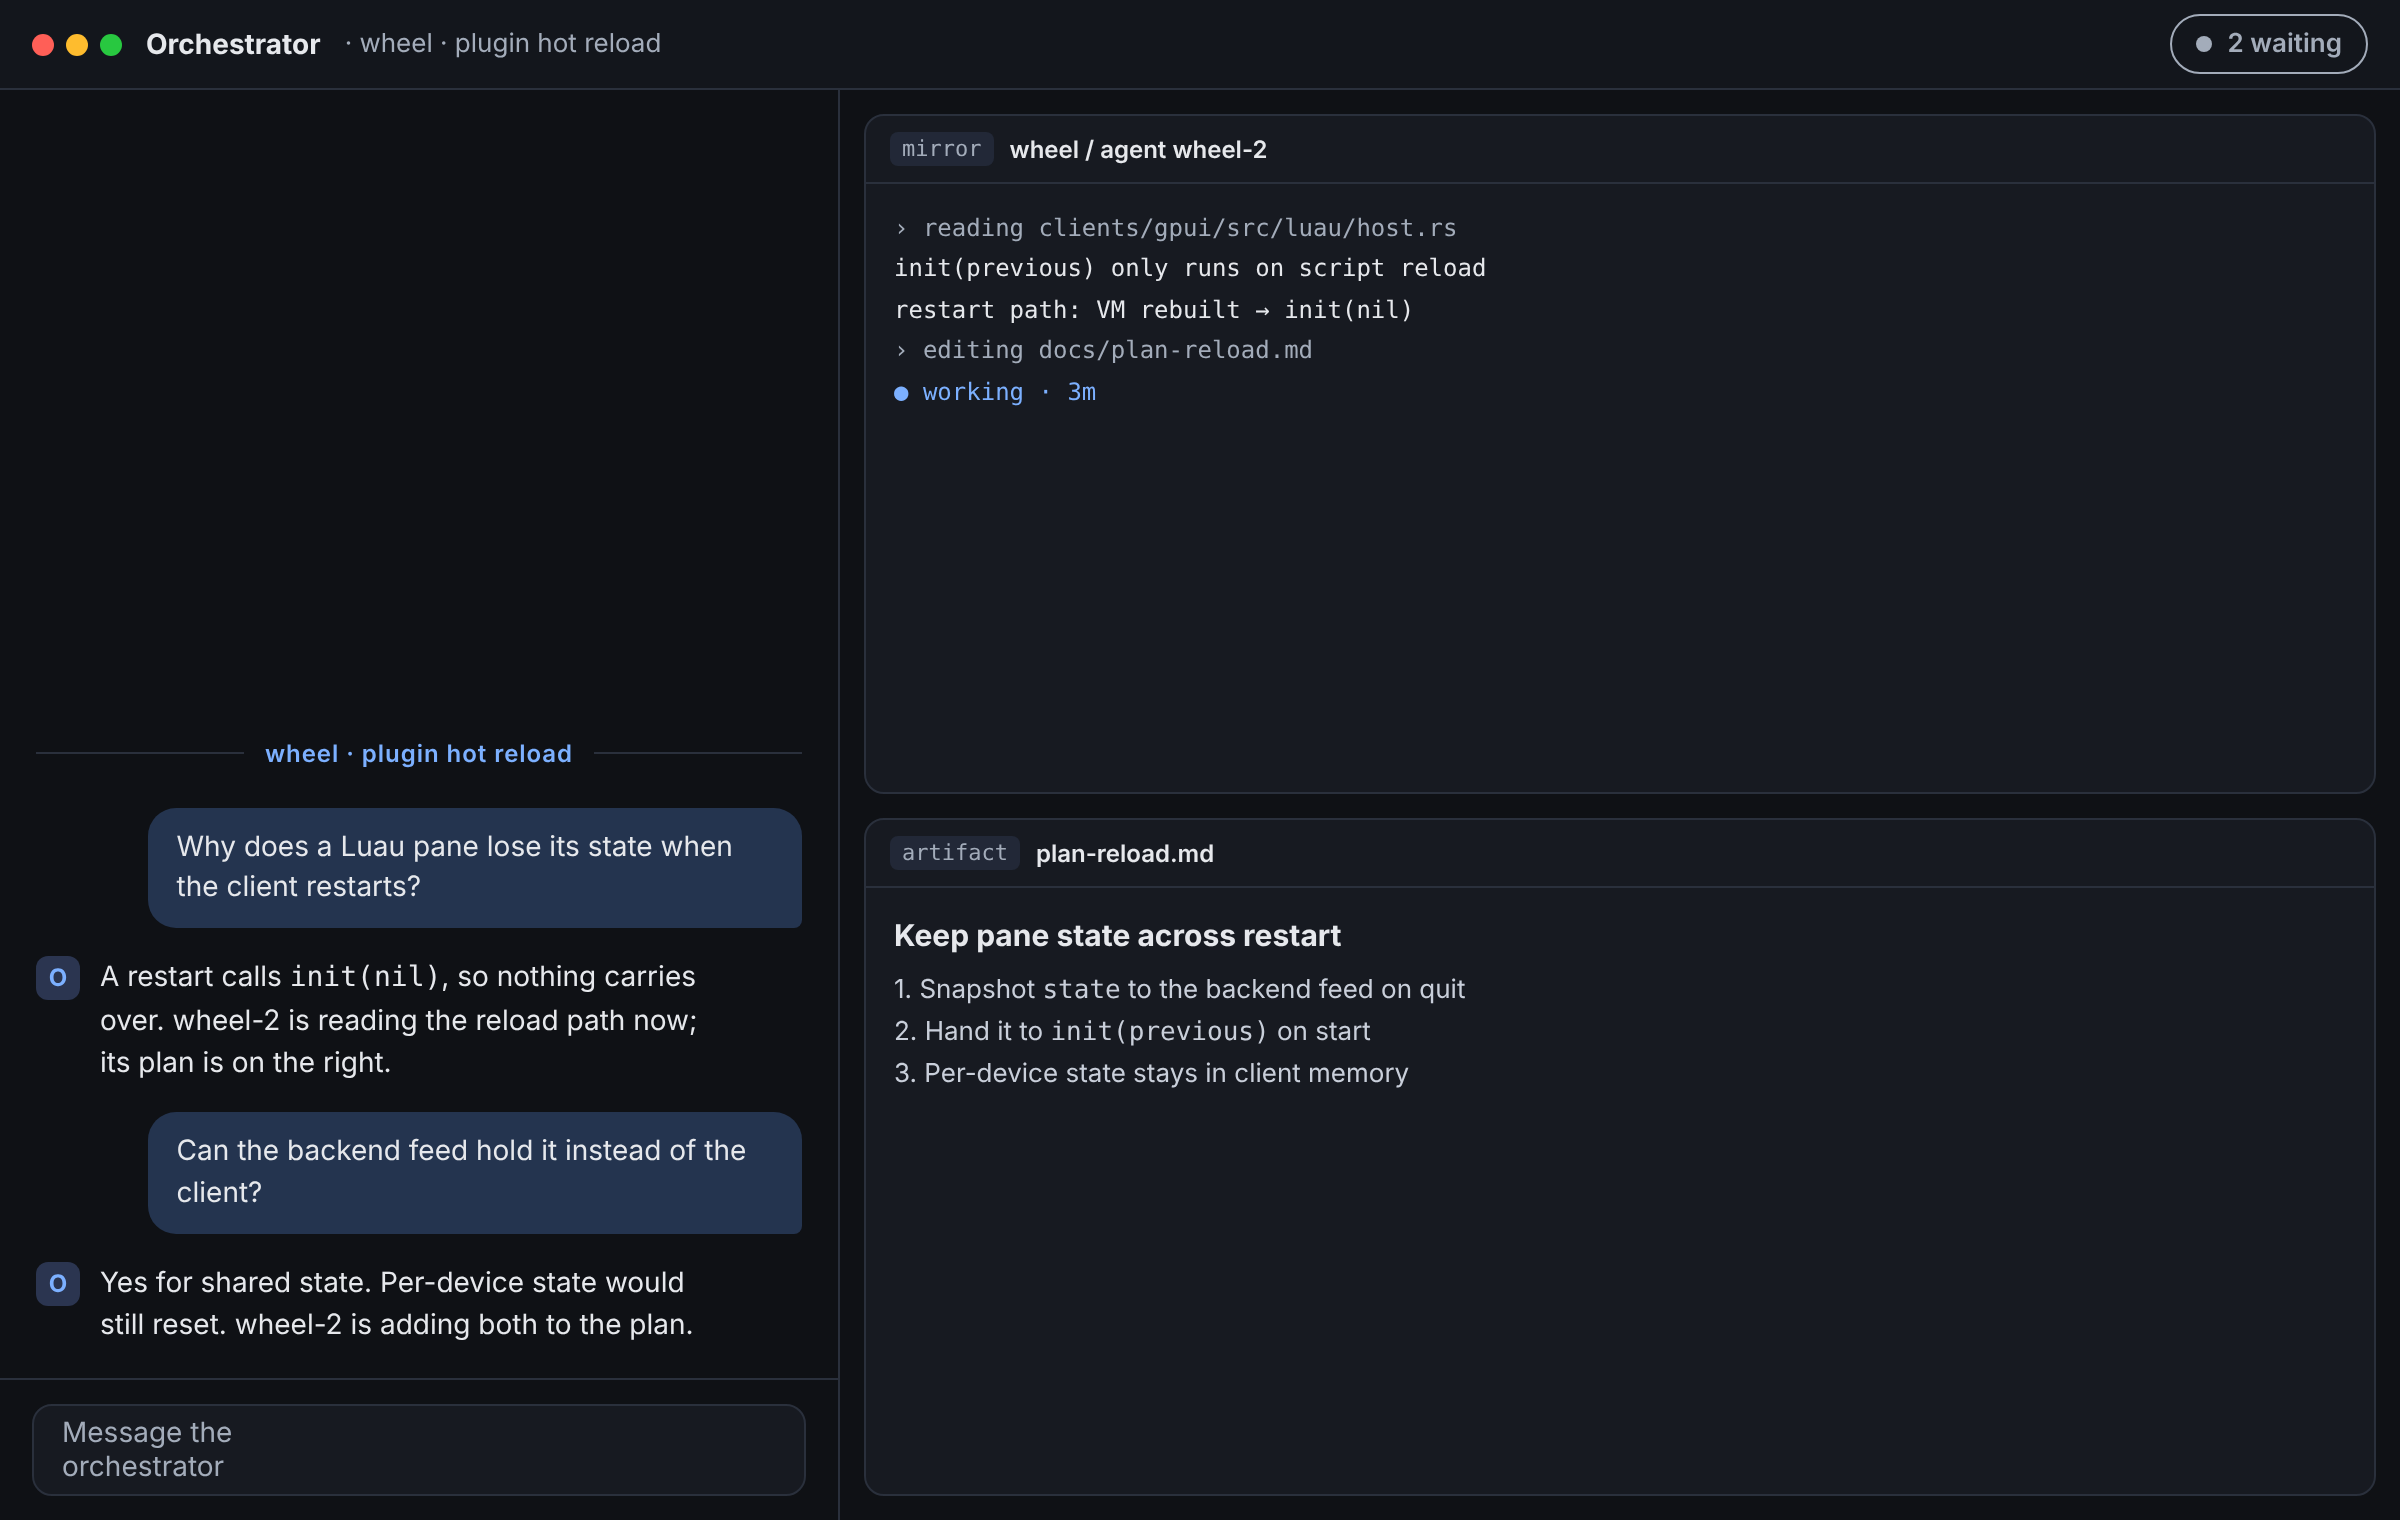 Orchestrator · wheel · plugin hot reload
2 waiting
wheel · plugin hot reload
Why does a Luau pane lose its state when
the client restarts?
O
A restart calls init(nil), so nothing carries
over. wheel-2 is reading the reload path now;
its plan is on the right.
Can the backend feed hold it instead of the
client?
O
Yes for shared state. Per-device state would
still reset. wheel-2 is adding both to the plan.
Message the
orchestrator
mirror wheel / agent wheel-2
› reading clients/gpui/src/luau/host.rs
init(previous) only runs on script reload
restart path: VM rebuilt → init(nil)
› editing docs/plan-reload.md
● working · 3m
artifact plan-reload.md
Keep pane state across restart
1. Snapshot state to the backend feed on quit
2. Hand it to init(previous) on start
3. Per-device state stays in client memory